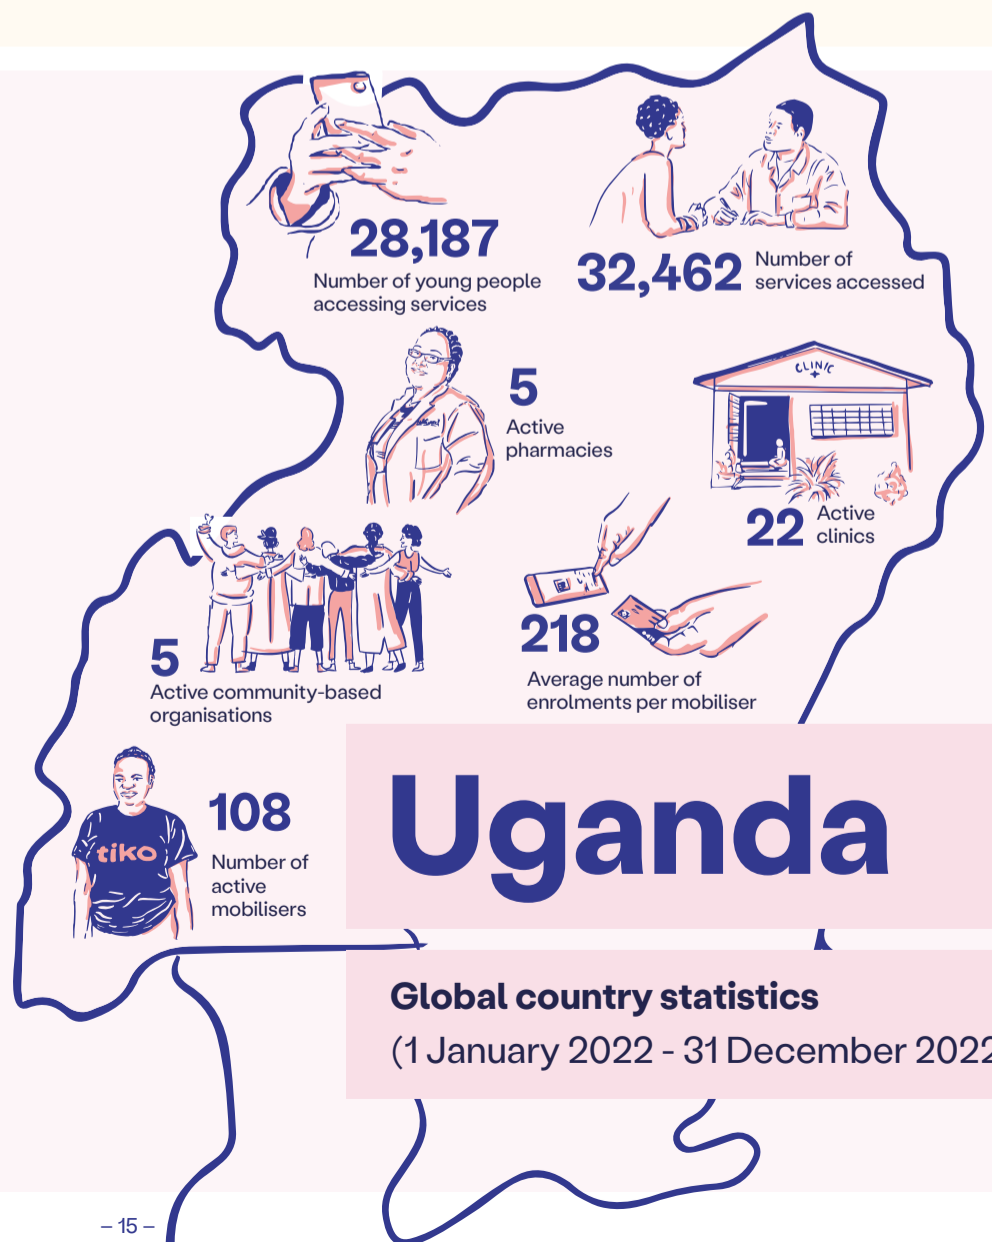 28,187
Number of young people
accessing services
32,462
Number of
services accessed
5
Active
pharmacies
CLINIC
22
Active
clinics
218
Average number of
enrolments per mobiliser
5
Active community-based
organisations
tiko
108
Number of
active
mobilisers
Uganda
Global country statistics
(1 January 2022 - 31 December 2022
– 15 –